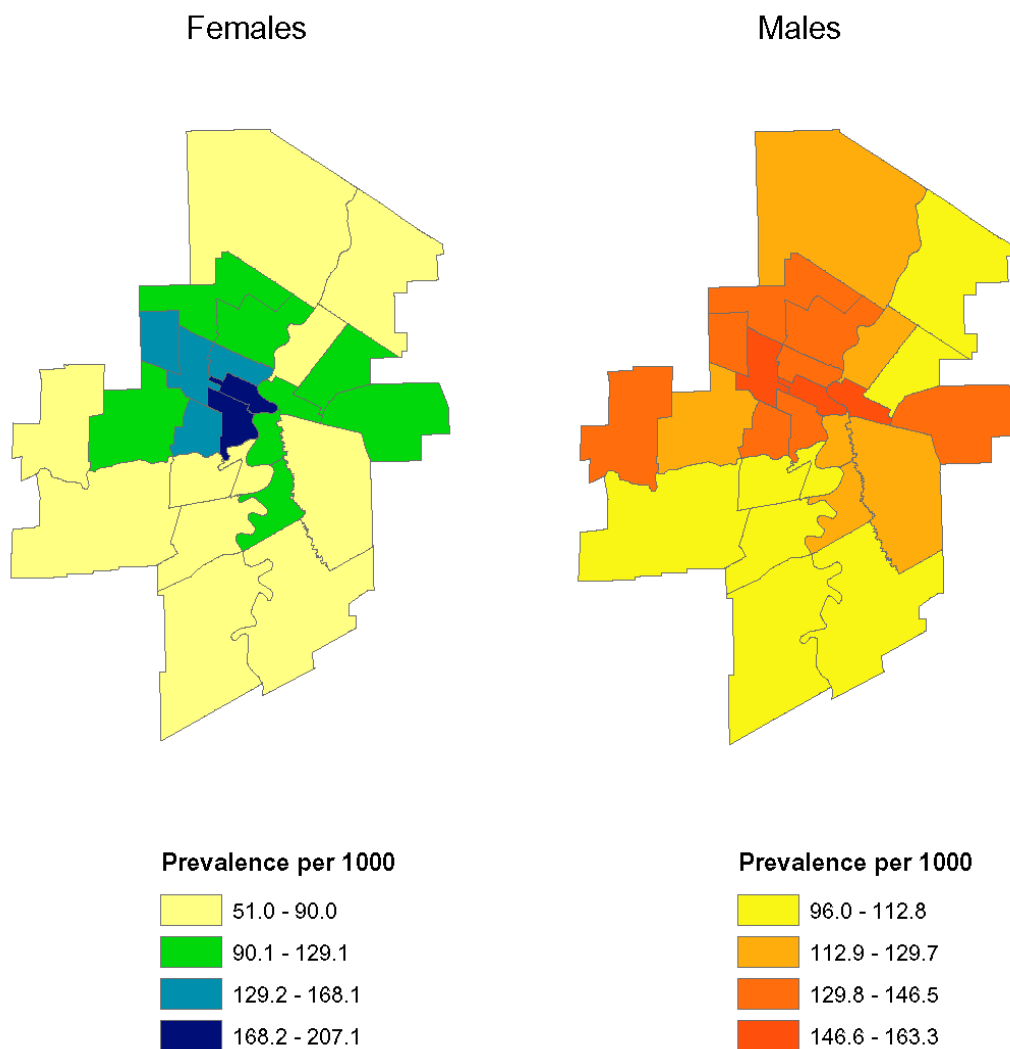 Females
Males
Prevalence per 1000
51.0 - 90.0
90.1 - 129.1
129.2 - 168.1
168.2 - 207.1
Prevalence per 1000
96.0 - 112.8
112.9 - 129.7
129.8 - 146.5
146.6 - 163.3